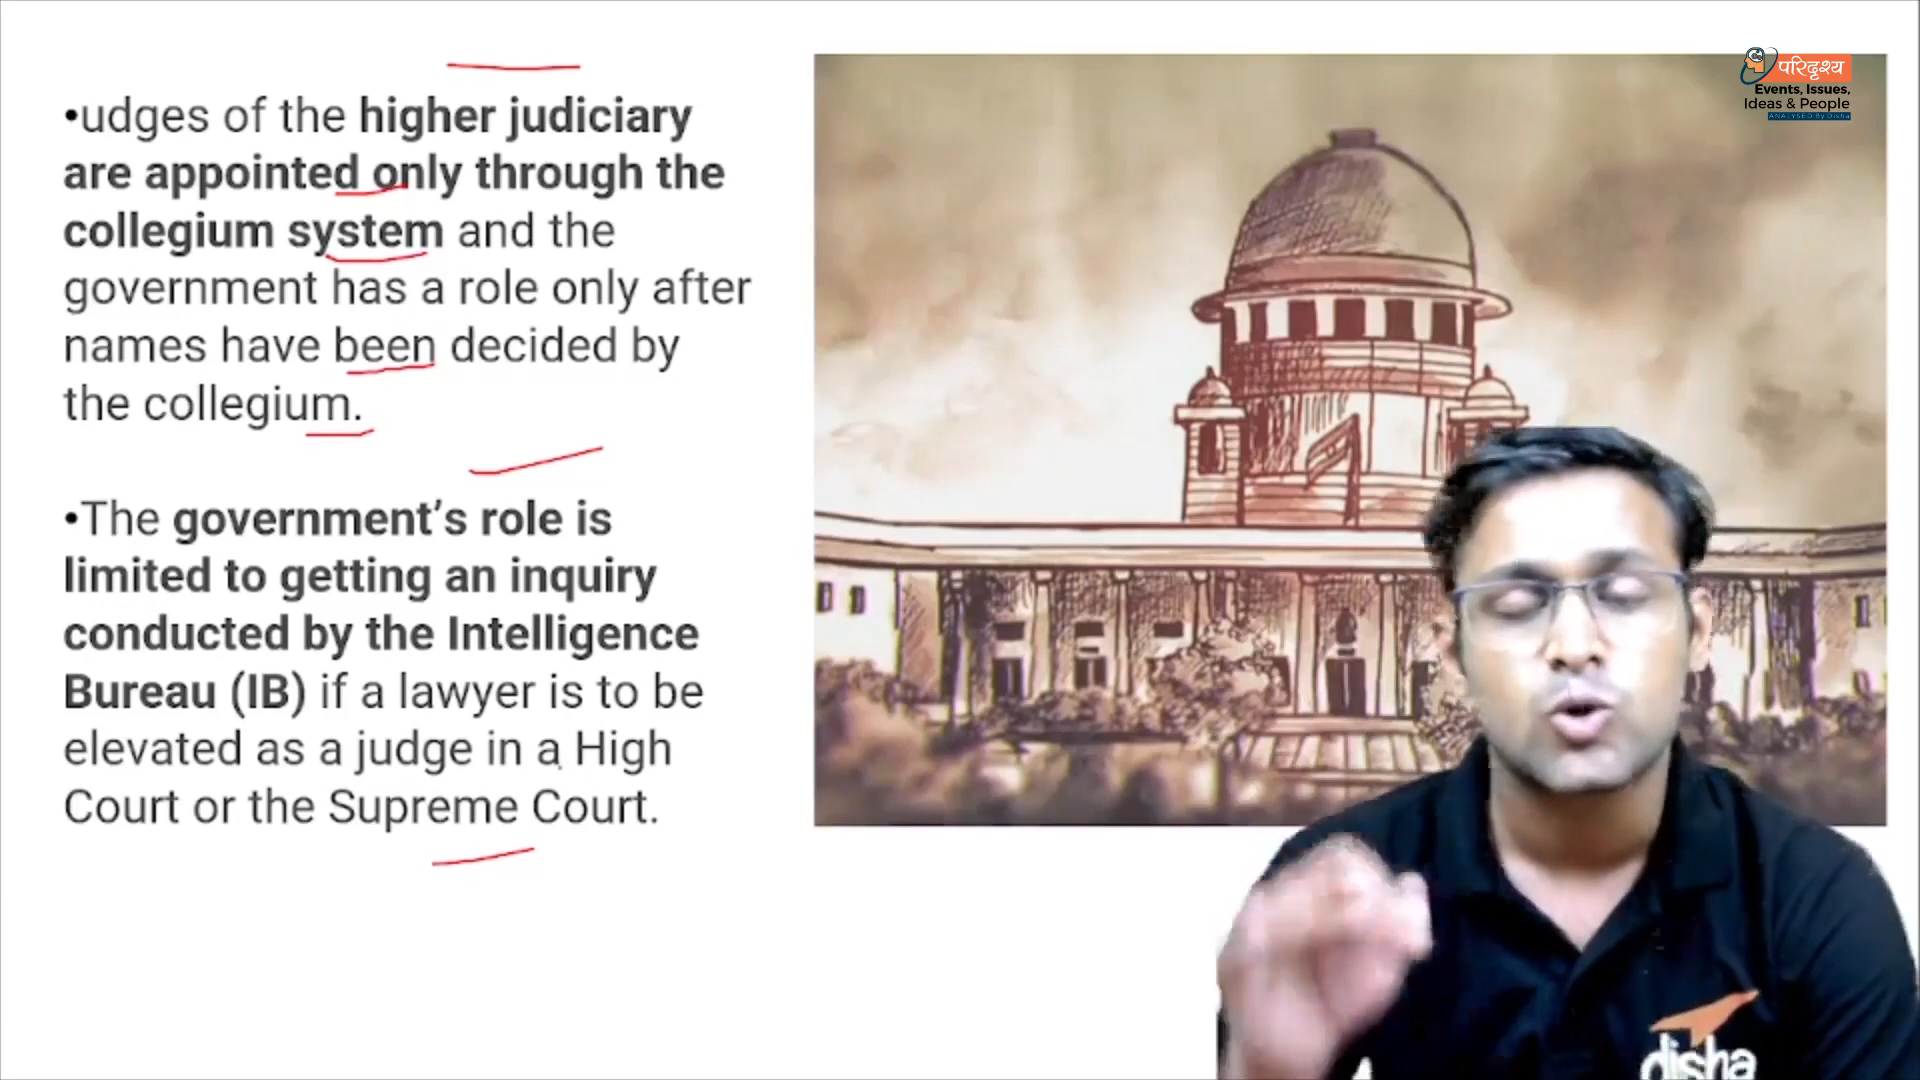 •udges of the higher judiciary
are appointed only through the
collegium system and the
government has a role only after
names have been decided by
the collegium.
•The government’s role is
limited to getting an inquiry
conducted by the Intelligence
Bureau (IB) if a lawyer is to be
elevated as a judge in a High
Court or the Supreme Court.
परिदृश्य
Events, Issues,
Ideas & People
ANALYSED By Disha
disha